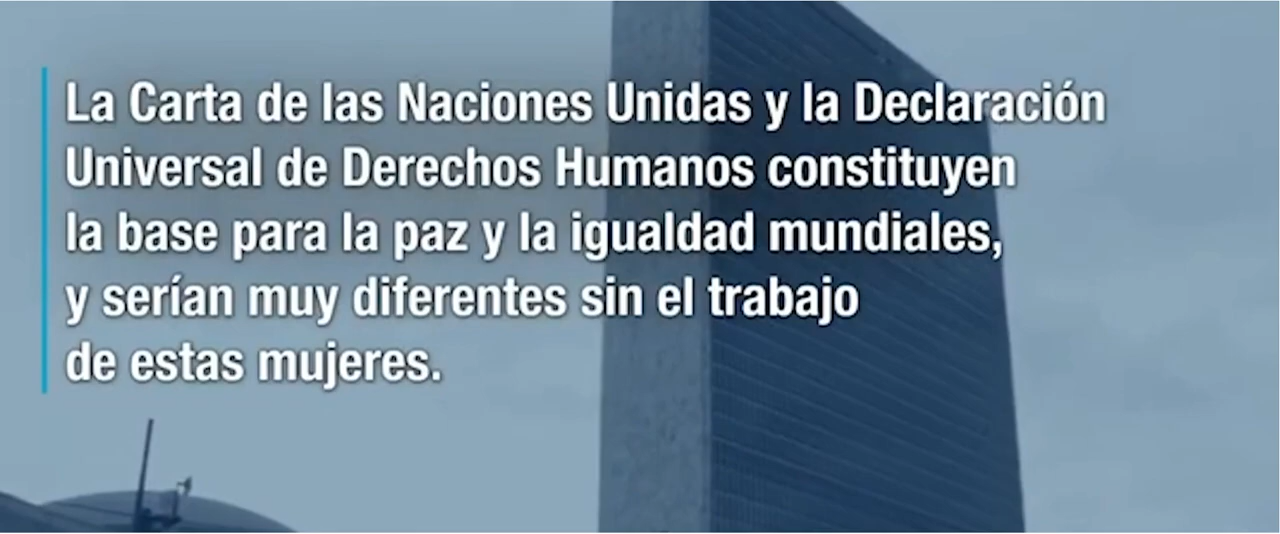 La Carta de las Naciones Unidas y la Declaración
Universal de Derechos Humanos constituyen
la base para la paz y la igualdad mundiales,
y serían muy diferentes sin el trabajo
de estas mujeres.